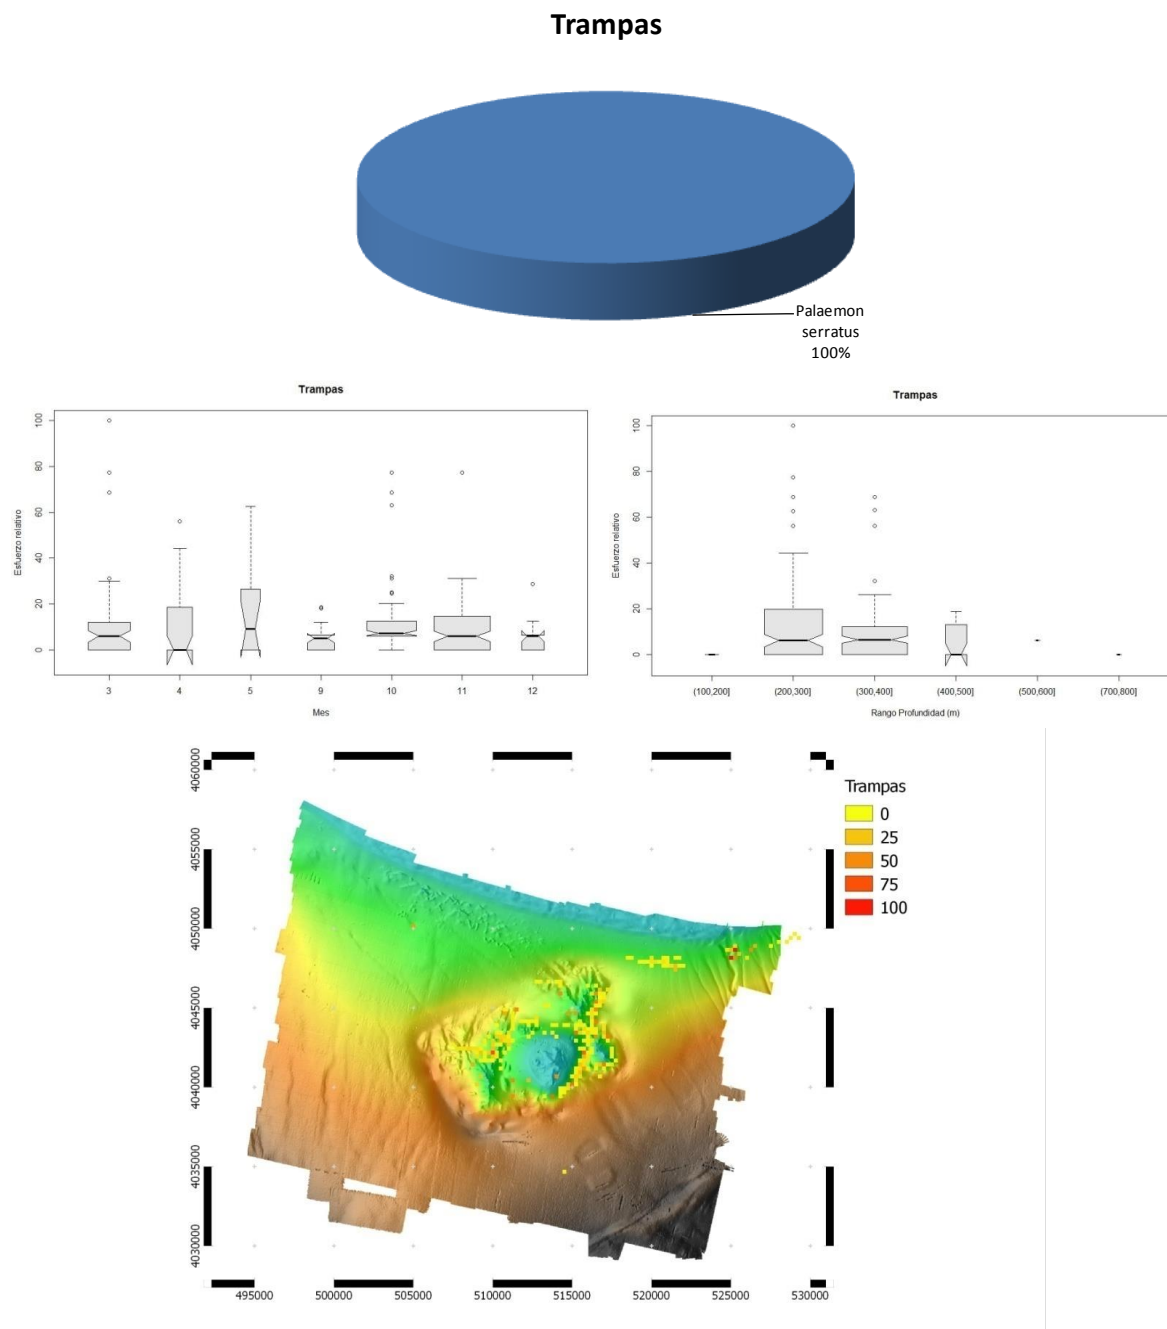 Trampas
Palaemon
serratus
100%
Trampas
Esfuerzo relativo
100
80
60
40
20
0
3 4 5 9 10 11 12
Mes
Trampas
Esfuerzo relativo
100
80
60
40
20
0
(100,200] (200,300] (300,400] (400,500] (500,600] (700,800]
Rango Profundidad (m)
4060000
4055000
4050000
4045000
4040000
4035000
4030000
495000 500000 505000 510000 515000 520000 525000 530000
Trampas
0
25
50
75
100